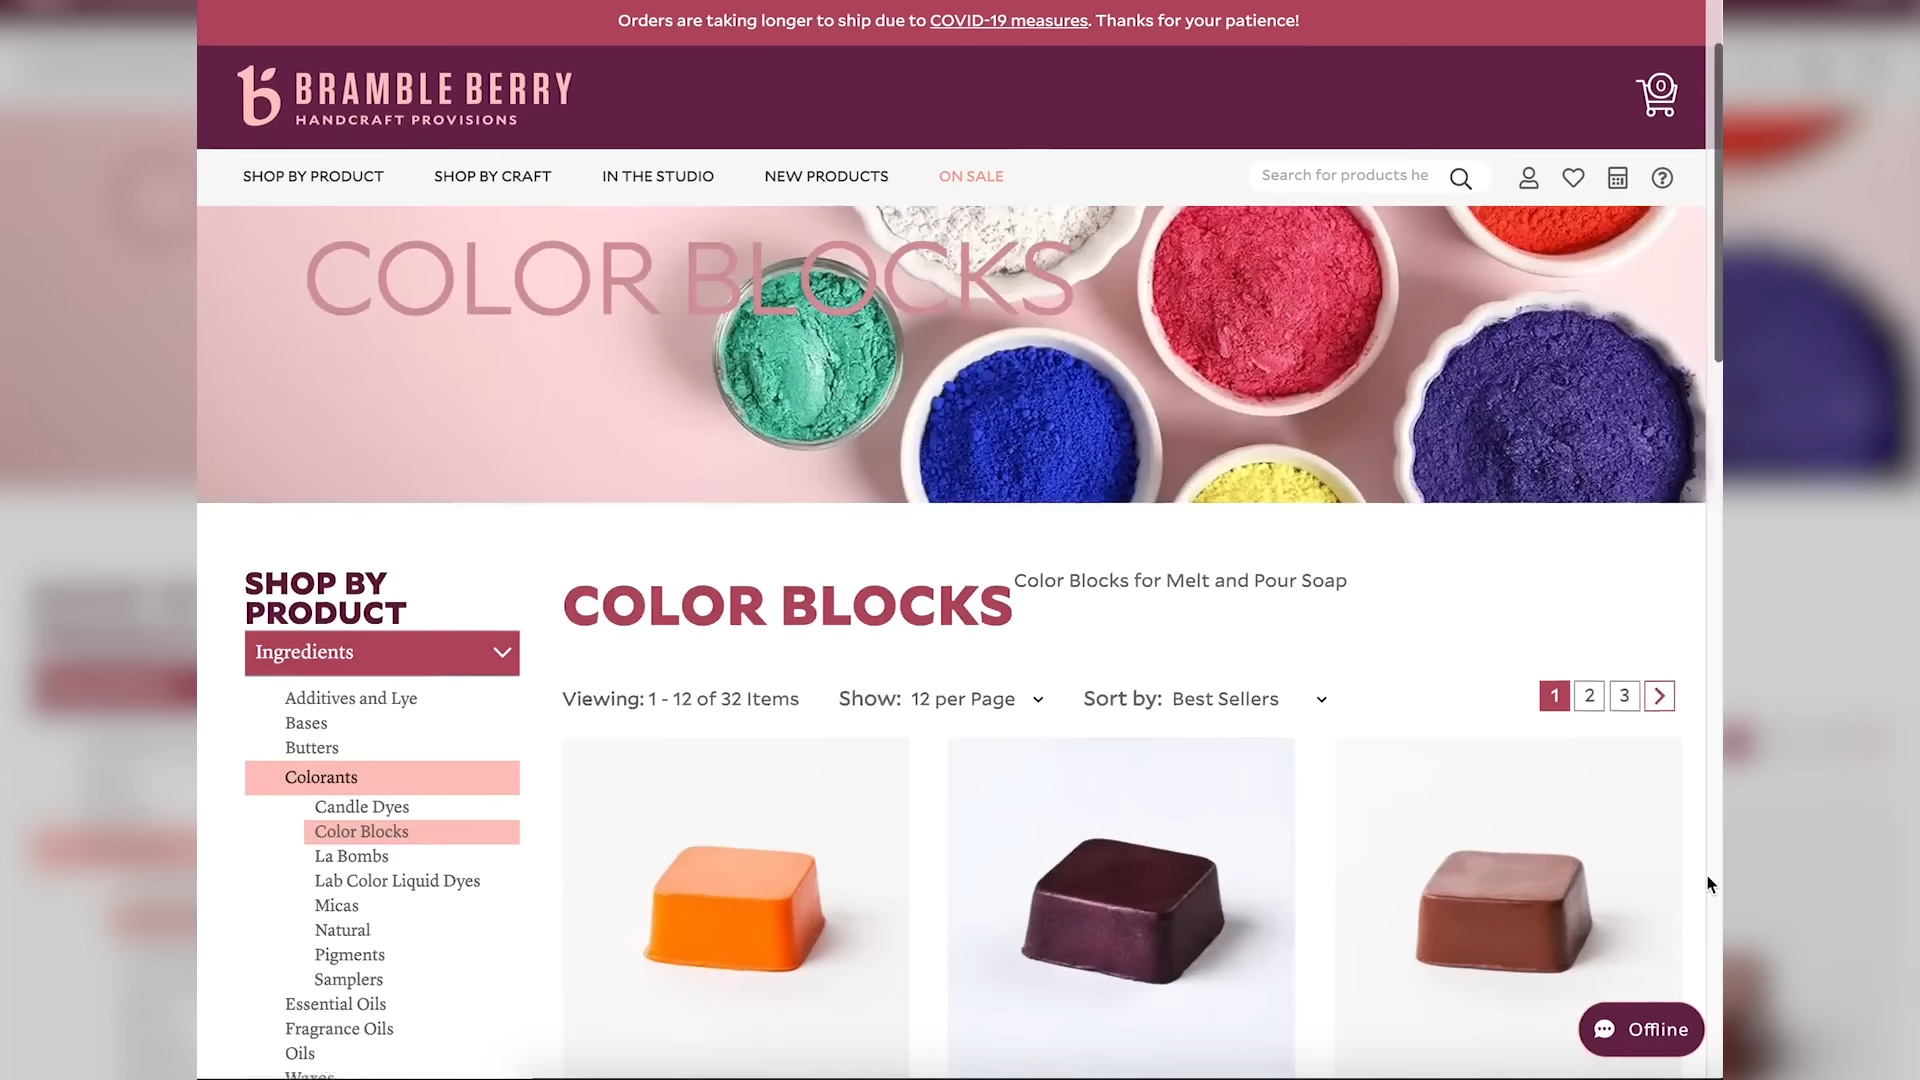 Orders are taking longer to ship due to COVID-19 measures. Thanks for your patience!
BRAMBLE BERRY
HANDCRAFT PROVISIONS
0
SHOP BY PRODUCT
SHOP BY CRAFT
IN THE STUDIO
NEW PRODUCTS
ON SALE
Search for products he
COLOR BLOCKS
SHOP BY
PRODUCT
Ingredients
Additives and Lye
Bases
Butters
Colorants
Candle Dyes
Color Blocks
La Bombs
Lab Color Liquid Dyes
Micas
Natural
Pigments
Samplers
Essential Oils
Fragrance Oils
Oils
Waxes
COLOR BLOCKS
Color Blocks for Melt and Pour Soap
Viewing: 1 - 12 of 32 Items
Show: 12 per Page
Sort by: Best Sellers
1 2 3
Offline